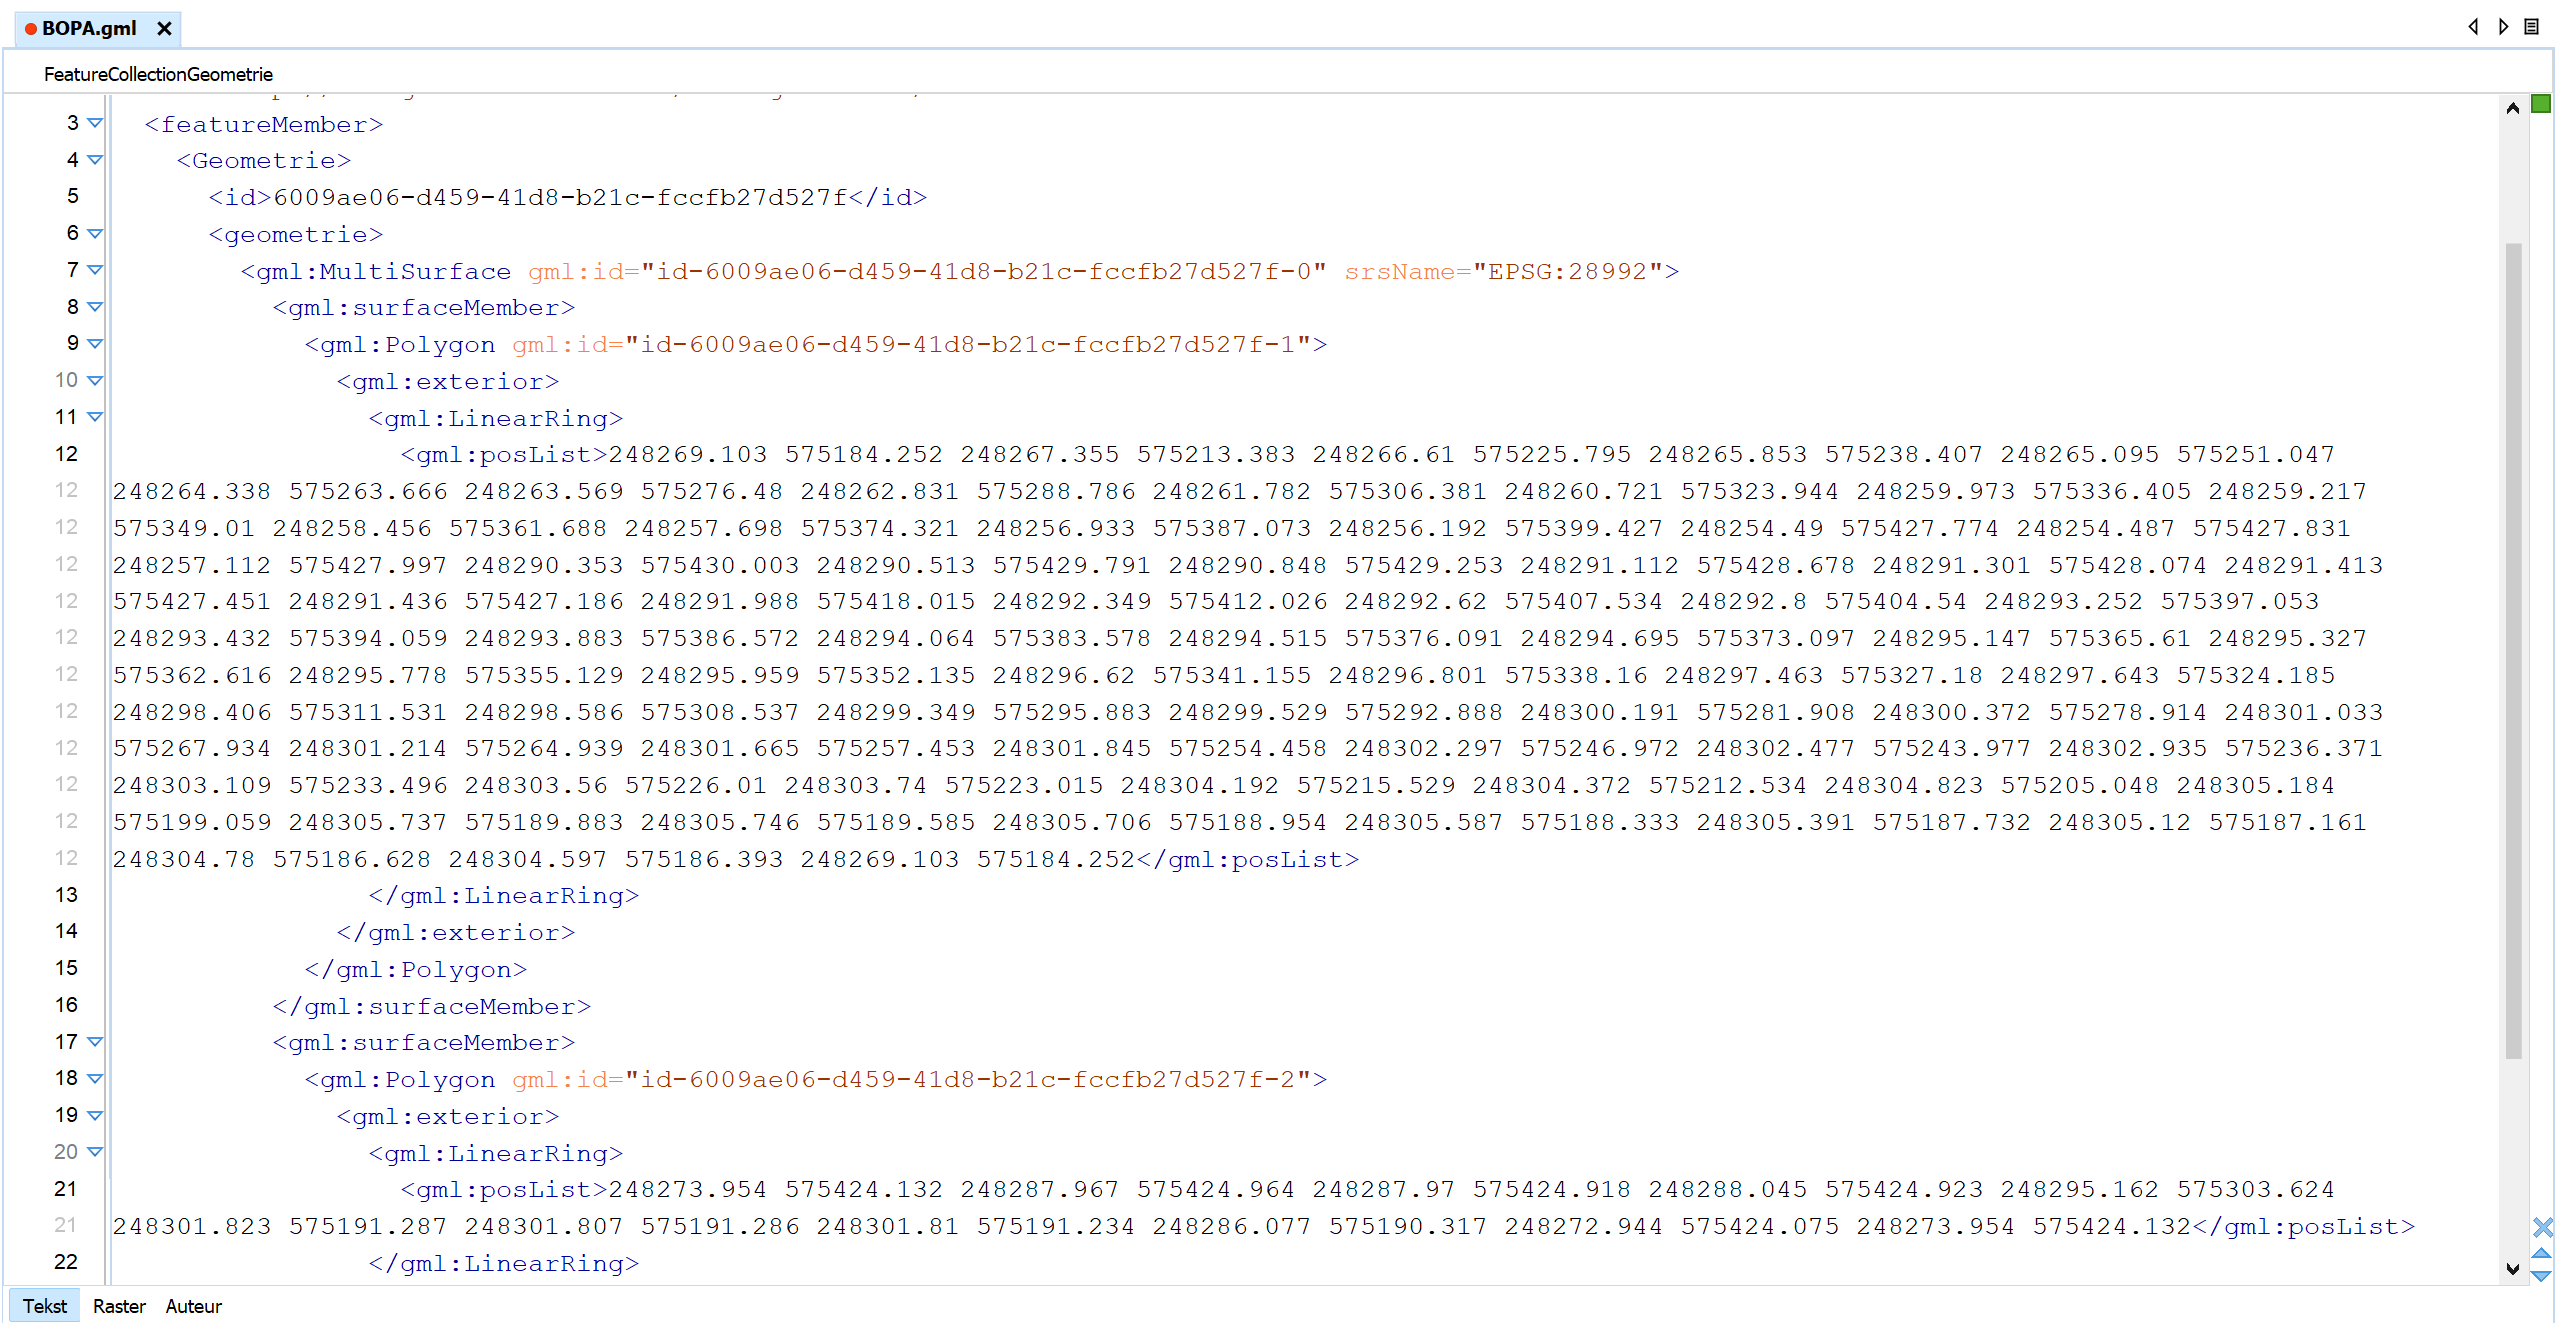 BOPA.gml
FeatureCollectionGeometrie
3 <featureMember>
4 <Geometrie>
5 <id>6009ae06-d459-41d8-b21c-fccfb27d527f</id>
6 <geometrie>
7 <gml:MultiSurface gml:id="id-6009ae06-d459-41d8-b21c-fccfb27d527f-0" srsName="EPSG:28992">
8 <gml:surfaceMember>
9 <gml:Polygon gml:id="id-6009ae06-d459-41d8-b21c-fccfb27d527f-1">
10 <gml:exterior>
11 <gml:LinearRing>
12 <gml:posList>248269.103 575184.252 248267.355 575213.383 248266.61 575225.795 248265.853 575238.407 248265.095 575251.047
12 248264.338 575263.666 248263.569 575276.48 248262.831 575288.786 248261.782 575306.381 248260.721 575323.944 248259.973 575336.405 248259.217
12 575349.01 248258.456 575361.688 248257.698 575374.321 248256.933 575387.073 248256.192 575399.427 248254.49 575427.774 248254.487 575427.831
12 248257.112 575427.997 248290.353 575430.003 248290.513 575429.791 248290.848 575429.253 248291.112 575428.678 248291.301 575428.074 248291.413
12 575427.451 248291.436 575427.186 248291.988 575418.015 248292.349 575412.026 248292.62 575407.534 248292.8 575404.54 248293.252 575397.053
12 248293.432 575394.059 248293.883 575386.572 248294.064 575383.578 248294.515 575376.091 248294.695 575373.097 248295.147 575365.61 248295.327
12 575362.616 248295.778 575355.129 248295.959 575352.135 248296.62 575341.155 248296.801 575338.16 248297.463 575327.18 248297.643 575324.185
12 248298.406 575311.531 248298.586 575308.537 248299.349 575295.883 248299.529 575292.888 248300.191 575281.908 248300.372 575278.914 248301.033
12 575267.934 248301.214 575264.939 248301.665 575257.453 248301.845 575254.458 248302.297 575246.972 248302.477 575243.977 248302.935 575236.371
12 248303.109 575233.496 248303.56 575226.01 248303.74 575223.015 248304.192 575215.529 248304.372 575212.534 248304.823 575205.048 248305.184
12 575199.059 248305.737 575189.883 248305.746 575189.585 248305.706 575188.954 248305.587 575188.333 248305.391 575187.732 248305.12 575187.161
12 248304.78 575186.628 248304.597 575186.393 248269.103 575184.252</gml:posList>
13 </gml:LinearRing>
14 </gml:exterior>
15 </gml:Polygon>
16 </gml:surfaceMember>
17 <gml:surfaceMember>
18 <gml:Polygon gml:id="id-6009ae06-d459-41d8-b21c-fccfb27d527f-2">
19 <gml:exterior>
20 <gml:LinearRing>
21 <gml:posList>248273.954 575424.132 248287.967 575424.964 248287.97 575424.918 248288.045 575424.923 248295.162 575303.624
21 248301.823 575191.287 248301.807 575191.286 248301.81 575191.234 248286.077 575190.317 248272.944 575424.075 248273.954 575424.132</gml:posList>
22 </gml:LinearRing>
Tekst Raster Auteur